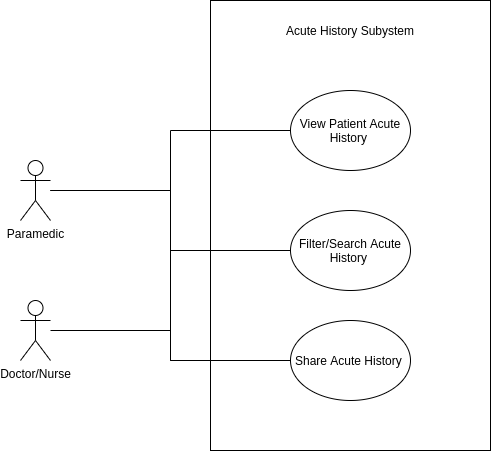 Acute History Subystem
View Patient Acute
History
Paramedic
Filter/Search Acute
History
Doctor/Nurse
Share Acute History